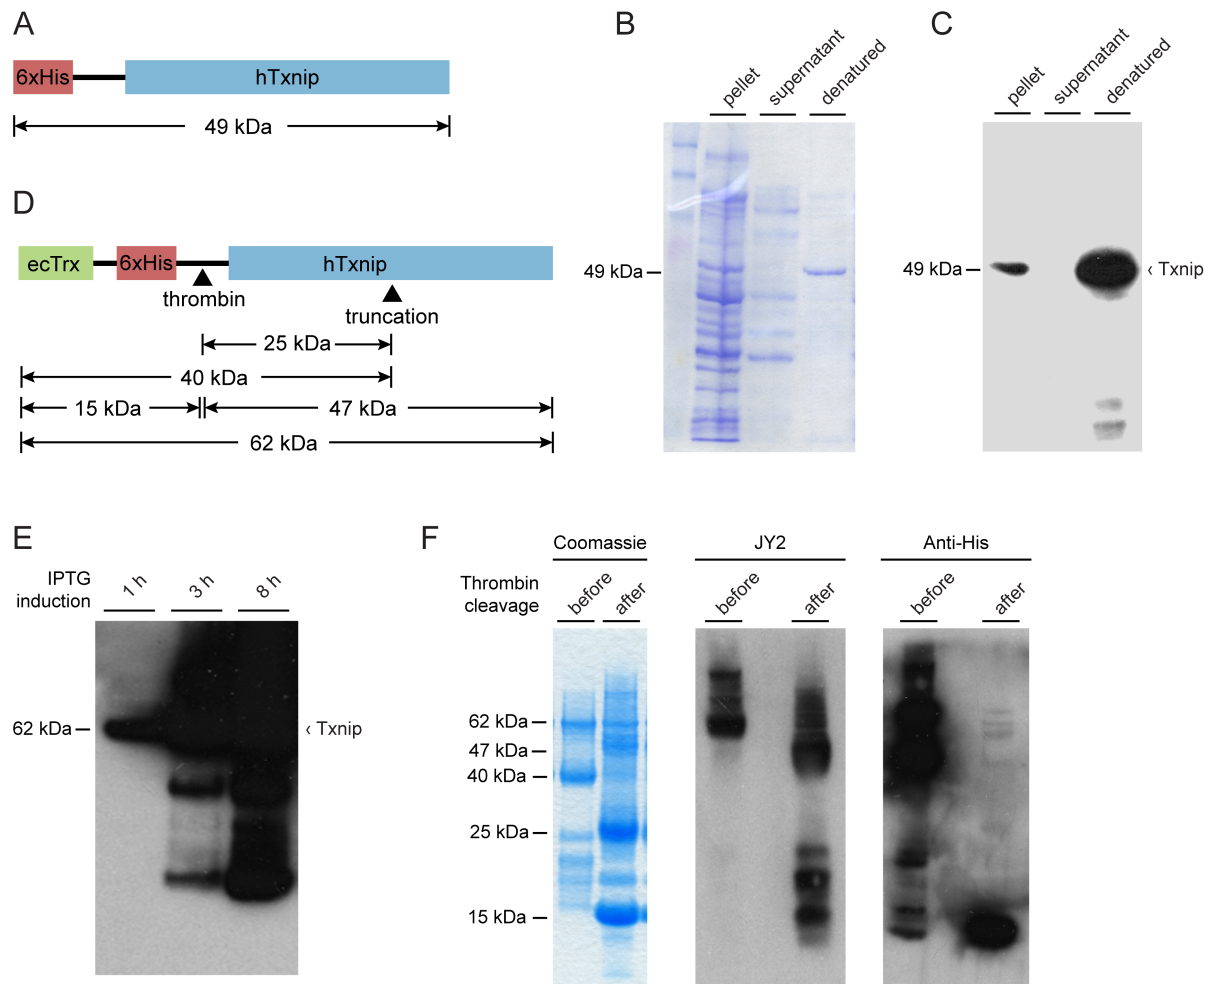 A
6xHis
hTxnip
49 kDa
B
pellet
supernatant
denatured
49 kDa
C
pellet
supernatant
denatured
49 kDa
‹ Txnip
D
ecTrx
6xHis
hTxnip
thrombin
truncation
25 kDa
40 kDa
15 kDa
47 kDa
62 kDa
E
IPTG
induction
1 h
3 h
8 h
62 kDa
‹ Txnip
F
Coomassie
JY2
Anti-His
Thrombin
cleavage
before
after
before
after
before
after
62 kDa
47 kDa
40 kDa
25 kDa
15 kDa